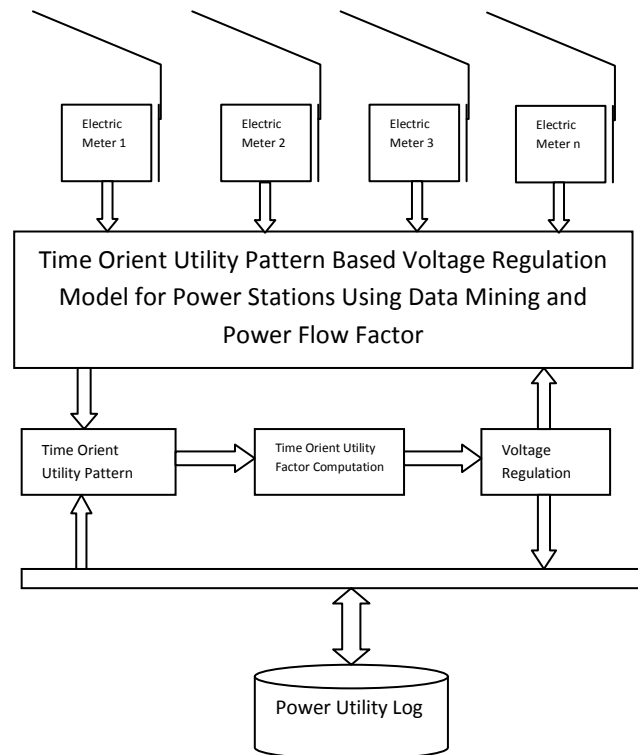 Electric
Meter 1
Electric
Meter 2
Electric
Meter 3
Electric
Meter n
Time Orient Utility Pattern Based Voltage Regulation
Model for Power Stations Using Data Mining and
Power Flow Factor
Time Orient
Utility Pattern
Time Orient Utility
Factor Computation
Voltage
Regulation
Power Utility Log